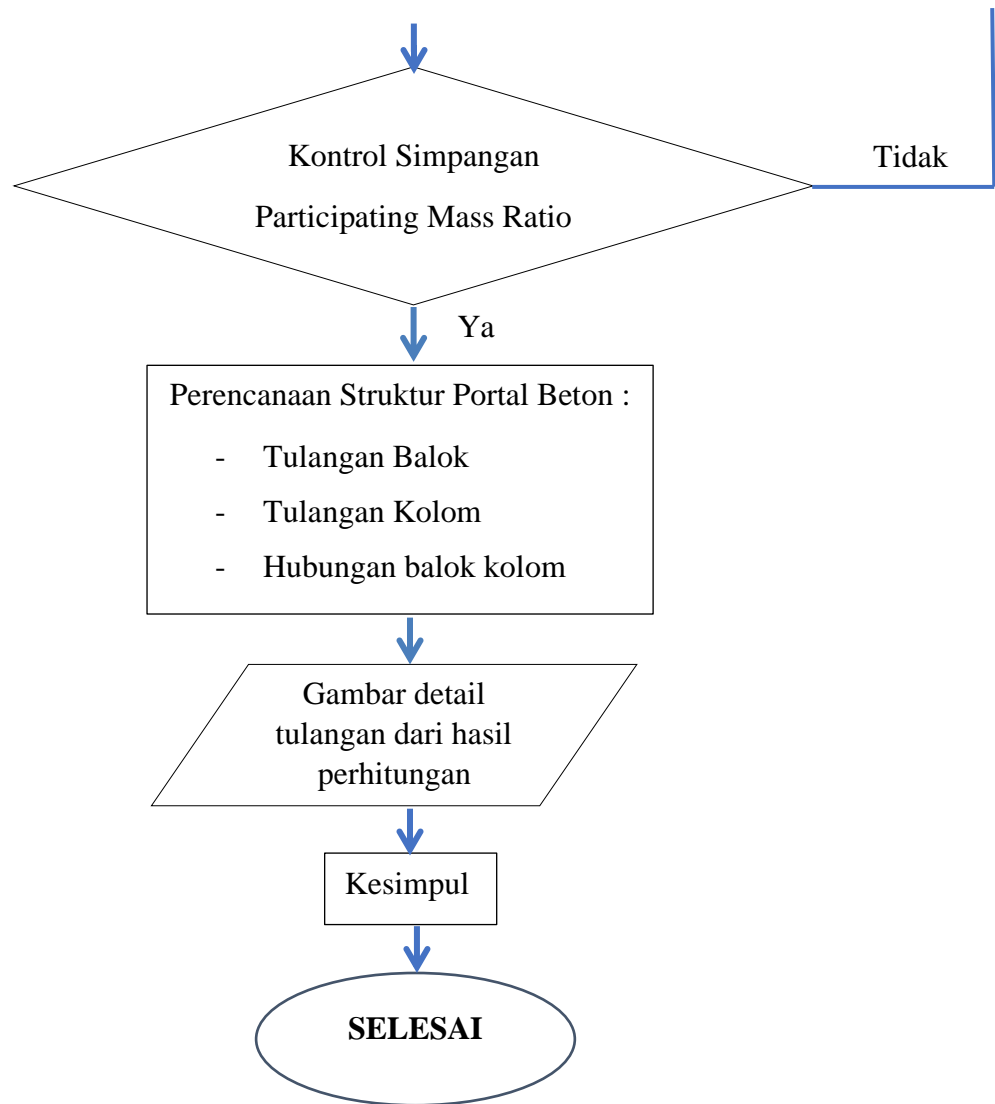 Kontrol Simpangan
Participating Mass Ratio
Tidak
Ya
Perencanaan Struktur Portal Beton :
- Tulangan Balok
- Tulangan Kolom
- Hubungan balok kolom
Gambar detail
tulangan dari hasil
perhitungan
Kesimpul
SELESAI